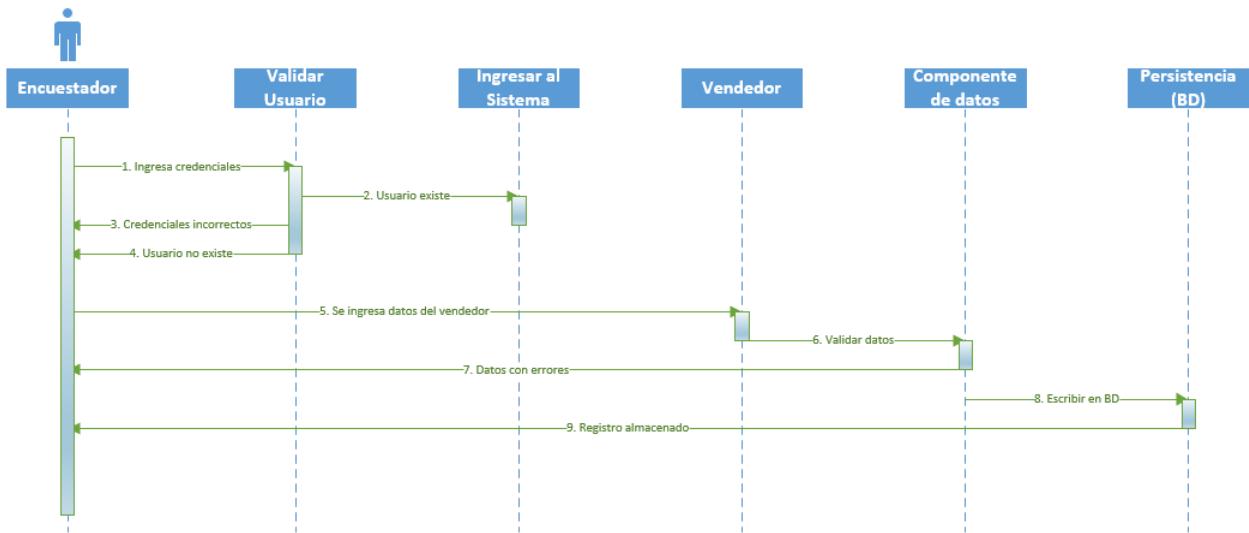 Encuestador
Validar
Usuario
Ingresar al
Sistema
Vendedor
Componente
de datos
Persistencia
(BD)
1. Ingresa credenciales
2. Usuario existe
3. Credenciales incorrectos
4. Usuario no existe
5. Se ingresa datos del vendedor
6. Validar datos
7. Datos con errores
8. Escribir en BD
9. Registro almacenado